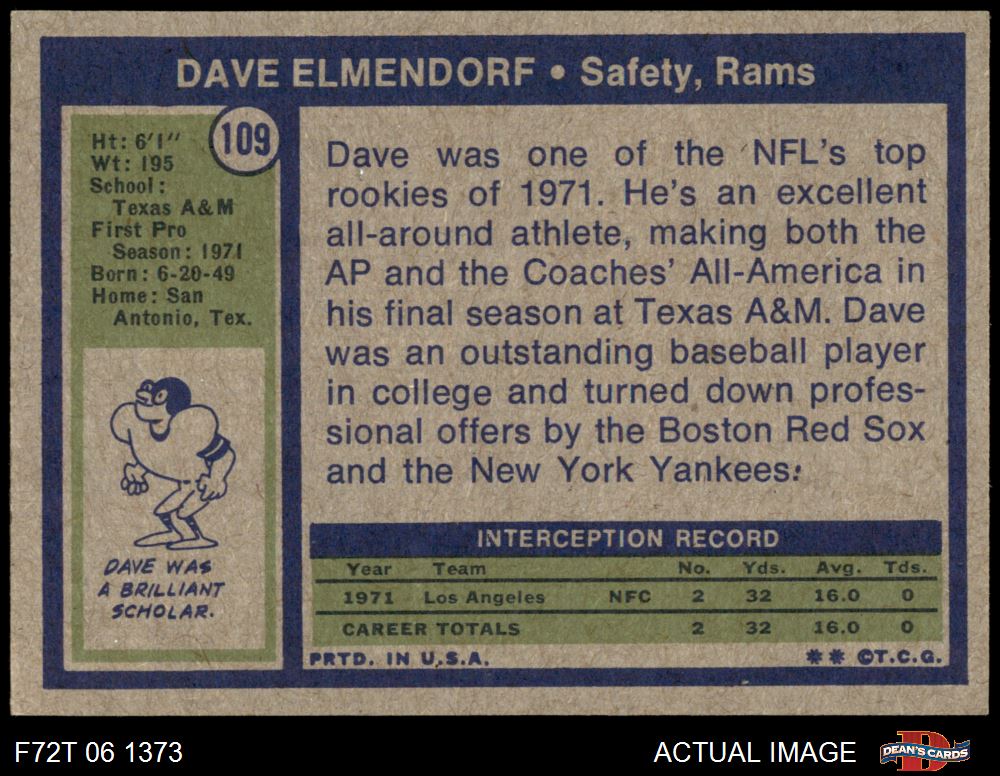 DAVE ELMENDORF • Safety, Rams
109
Ht: 6'1"
Wt: 195
School:
Texas A&M
First Pro
Season: 1971
Born: 6-20-49
Home: San
Antonio, Tex.
DAVE WAS
A BRILLIANT
SCHOLAR.
Dave was one of the NFL's top
rookies of 1971. He's an excellent
all-around athlete, making both the
AP and the Coaches' All-America in
his final season at Texas A&M. Dave
was an outstanding baseball player
in college and turned down profes-
sional offers by the Boston Red Sox
and the New York Yankees.
INTERCEPTION RECORD
Year Team No. Yds. Avg. Tds.
1971 Los Angeles NFC 2 32 16.0 0
CAREER TOTALS 2 32 16.0 0
PRTD. IN U.S.A. ** ©T.C.G.
F72T 06 1373 ACTUAL IMAGE DEAN'S CARDS